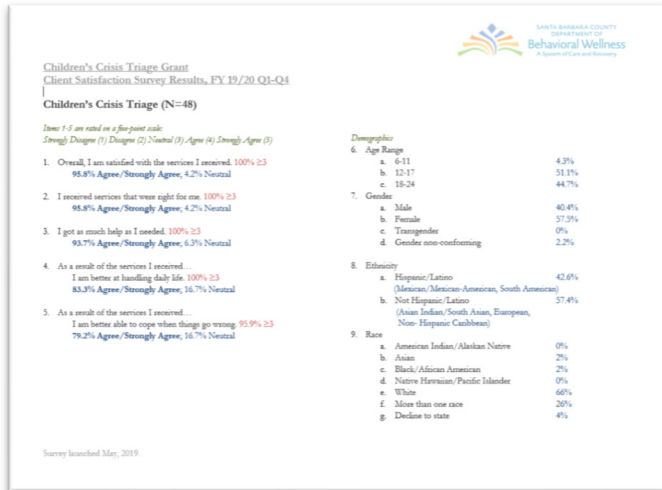 SANTA BARBARA COUNTY
DEPARTMENT OF
Behavioral Wellness
A System of Care and Recovery
Children's Crisis Triage Grant
Client Satisfaction Survey Results, FY 19/20 Q1-Q4
Children's Crisis Triage (N=48)
Items 1-5 are rated on a five-point scale:
Strongly Disagree (1) Disagree (2) Neutral (3) Agree (4) Strongly Agree (5)
1. Overall, I am satisfied with the services I received. 100% ≥3
95.8% Agree/Strongly Agree; 4.2% Neutral
2. I received services that were right for me. 100% ≥3
95.8% Agree/Strongly Agree; 4.2% Neutral
3. I got as much help as I needed. 100% ≥3
93.7% Agree/Strongly Agree; 6.3% Neutral
4. As a result of the services I received…
I am better at handling daily life. 100% ≥3
83.3% Agree/Strongly Agree; 16.7% Neutral
5. As a result of the services I received…
I am better able to cope when things go wrong. 95.9% ≥3
79.2% Agree/Strongly Agree; 16.7% Neutral
Demographics
6. Age Range
a. 6-11 4.3%
b. 12-17 51.1%
c. 18-24 44.7%
7. Gender
a. Male 40.4%
b. Female 57.5%
c. Transgender 0%
d. Gender non-conforming 2.2%
8. Ethnicity
a. Hispanic/Latino 42.6%
(Mexican/Mexican-American, South American)
b. Not Hispanic/Latino 57.4%
(Asian Indian/South Asian, European,
Non- Hispanic Caribbean)
9. Race
a. American Indian/Alaskan Native 0%
b. Asian 2%
c. Black/African American 2%
d. Native Hawaiian/Pacific Islander 0%
e. White 66%
f. More than one race 26%
g. Decline to state 4%
Survey launched May, 2019